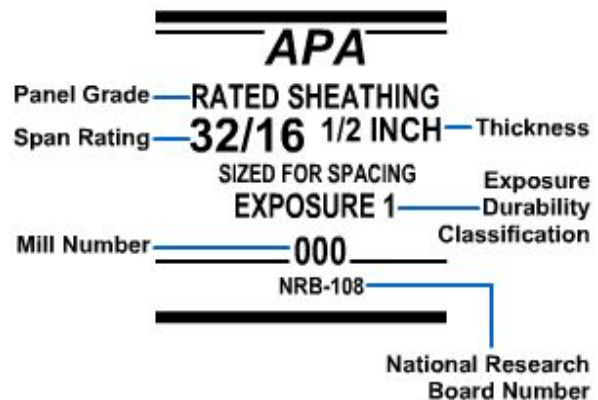 APA
Panel Grade RATED SHEATHING
Span Rating 32/16 1/2 INCH Thickness
SIZED FOR SPACING
EXPOSURE 1
Exposure
Durability
Classification
Mill Number 000
NRB-108
National Research
Board Number